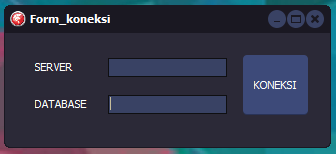 Form_koneksi
SERVER
KONEKSI
DATABASE